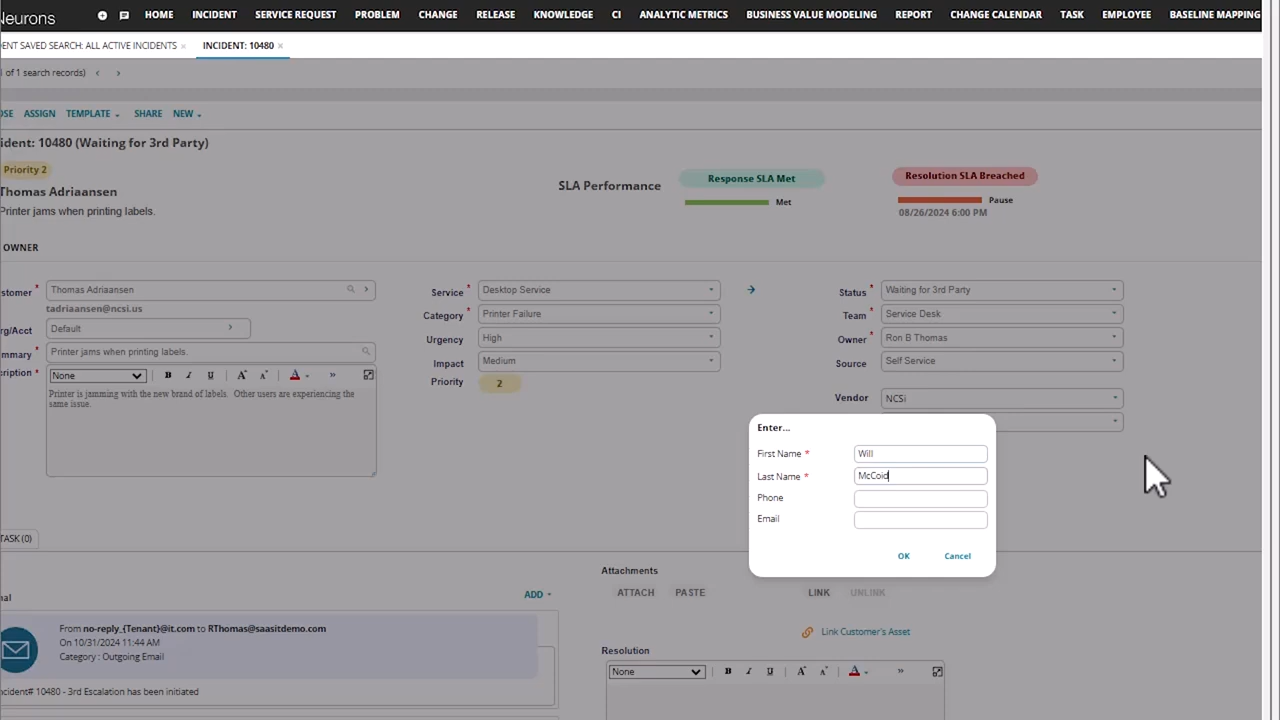 Neurons HOME INCIDENT SERVICE REQUEST PROBLEM CHANGE RELEASE KNOWLEDGE CI ANALYTIC METRICS BUSINESS VALUE MODELING REPORT CHANGE CALENDAR TASK EMPLOYEE BASELINE MAPPING
ENT SAVED SEARCH: ALL ACTIVE INCIDENTS × INCIDENT: 10480 ×
of 1 search records) < >
OSE ASSIGN TEMPLATE SHARE NEW
ident: 10480 (Waiting for 3rd Party)
Priority 2
Thomas Adriaansen
Printer jams when printing labels.
SLA Performance
Response SLA Met
Met
Resolution SLA Breached
Pause
08/26/2024 6:00 PM
OWNER
stomer * Thomas Adriaansen
tadriaansen@ncsi.us
rg/Acct Default
mmary * Printer jams when printing labels.
cription * None B I U A A A »
Printer is jamming with the new brand of labels. Other users are experiencing the
same issue.
Service * Desktop Service
Category * Printer Failure
Urgency High
Impact Medium
Priority 2
Status * Waiting for 3rd Party
Team * Service Desk
Owner * Ron B Thomas
Source Self Service
Vendor NCSi
Enter...
First Name * Will
Last Name * McCoid
Phone
Email
OK Cancel
TASK (0)
nal
ADD
From no-reply_{Tenant}@it.com to RThomas@saasitdemo.com
On 10/31/2024 11:44 AM
Category : Outgoing Email
ncident# 10480 - 3rd Escalation has been initiated
Attachments
ATTACH PASTE LINK UNLINK
Link Customer's Asset
Resolution
None B I U A A A »